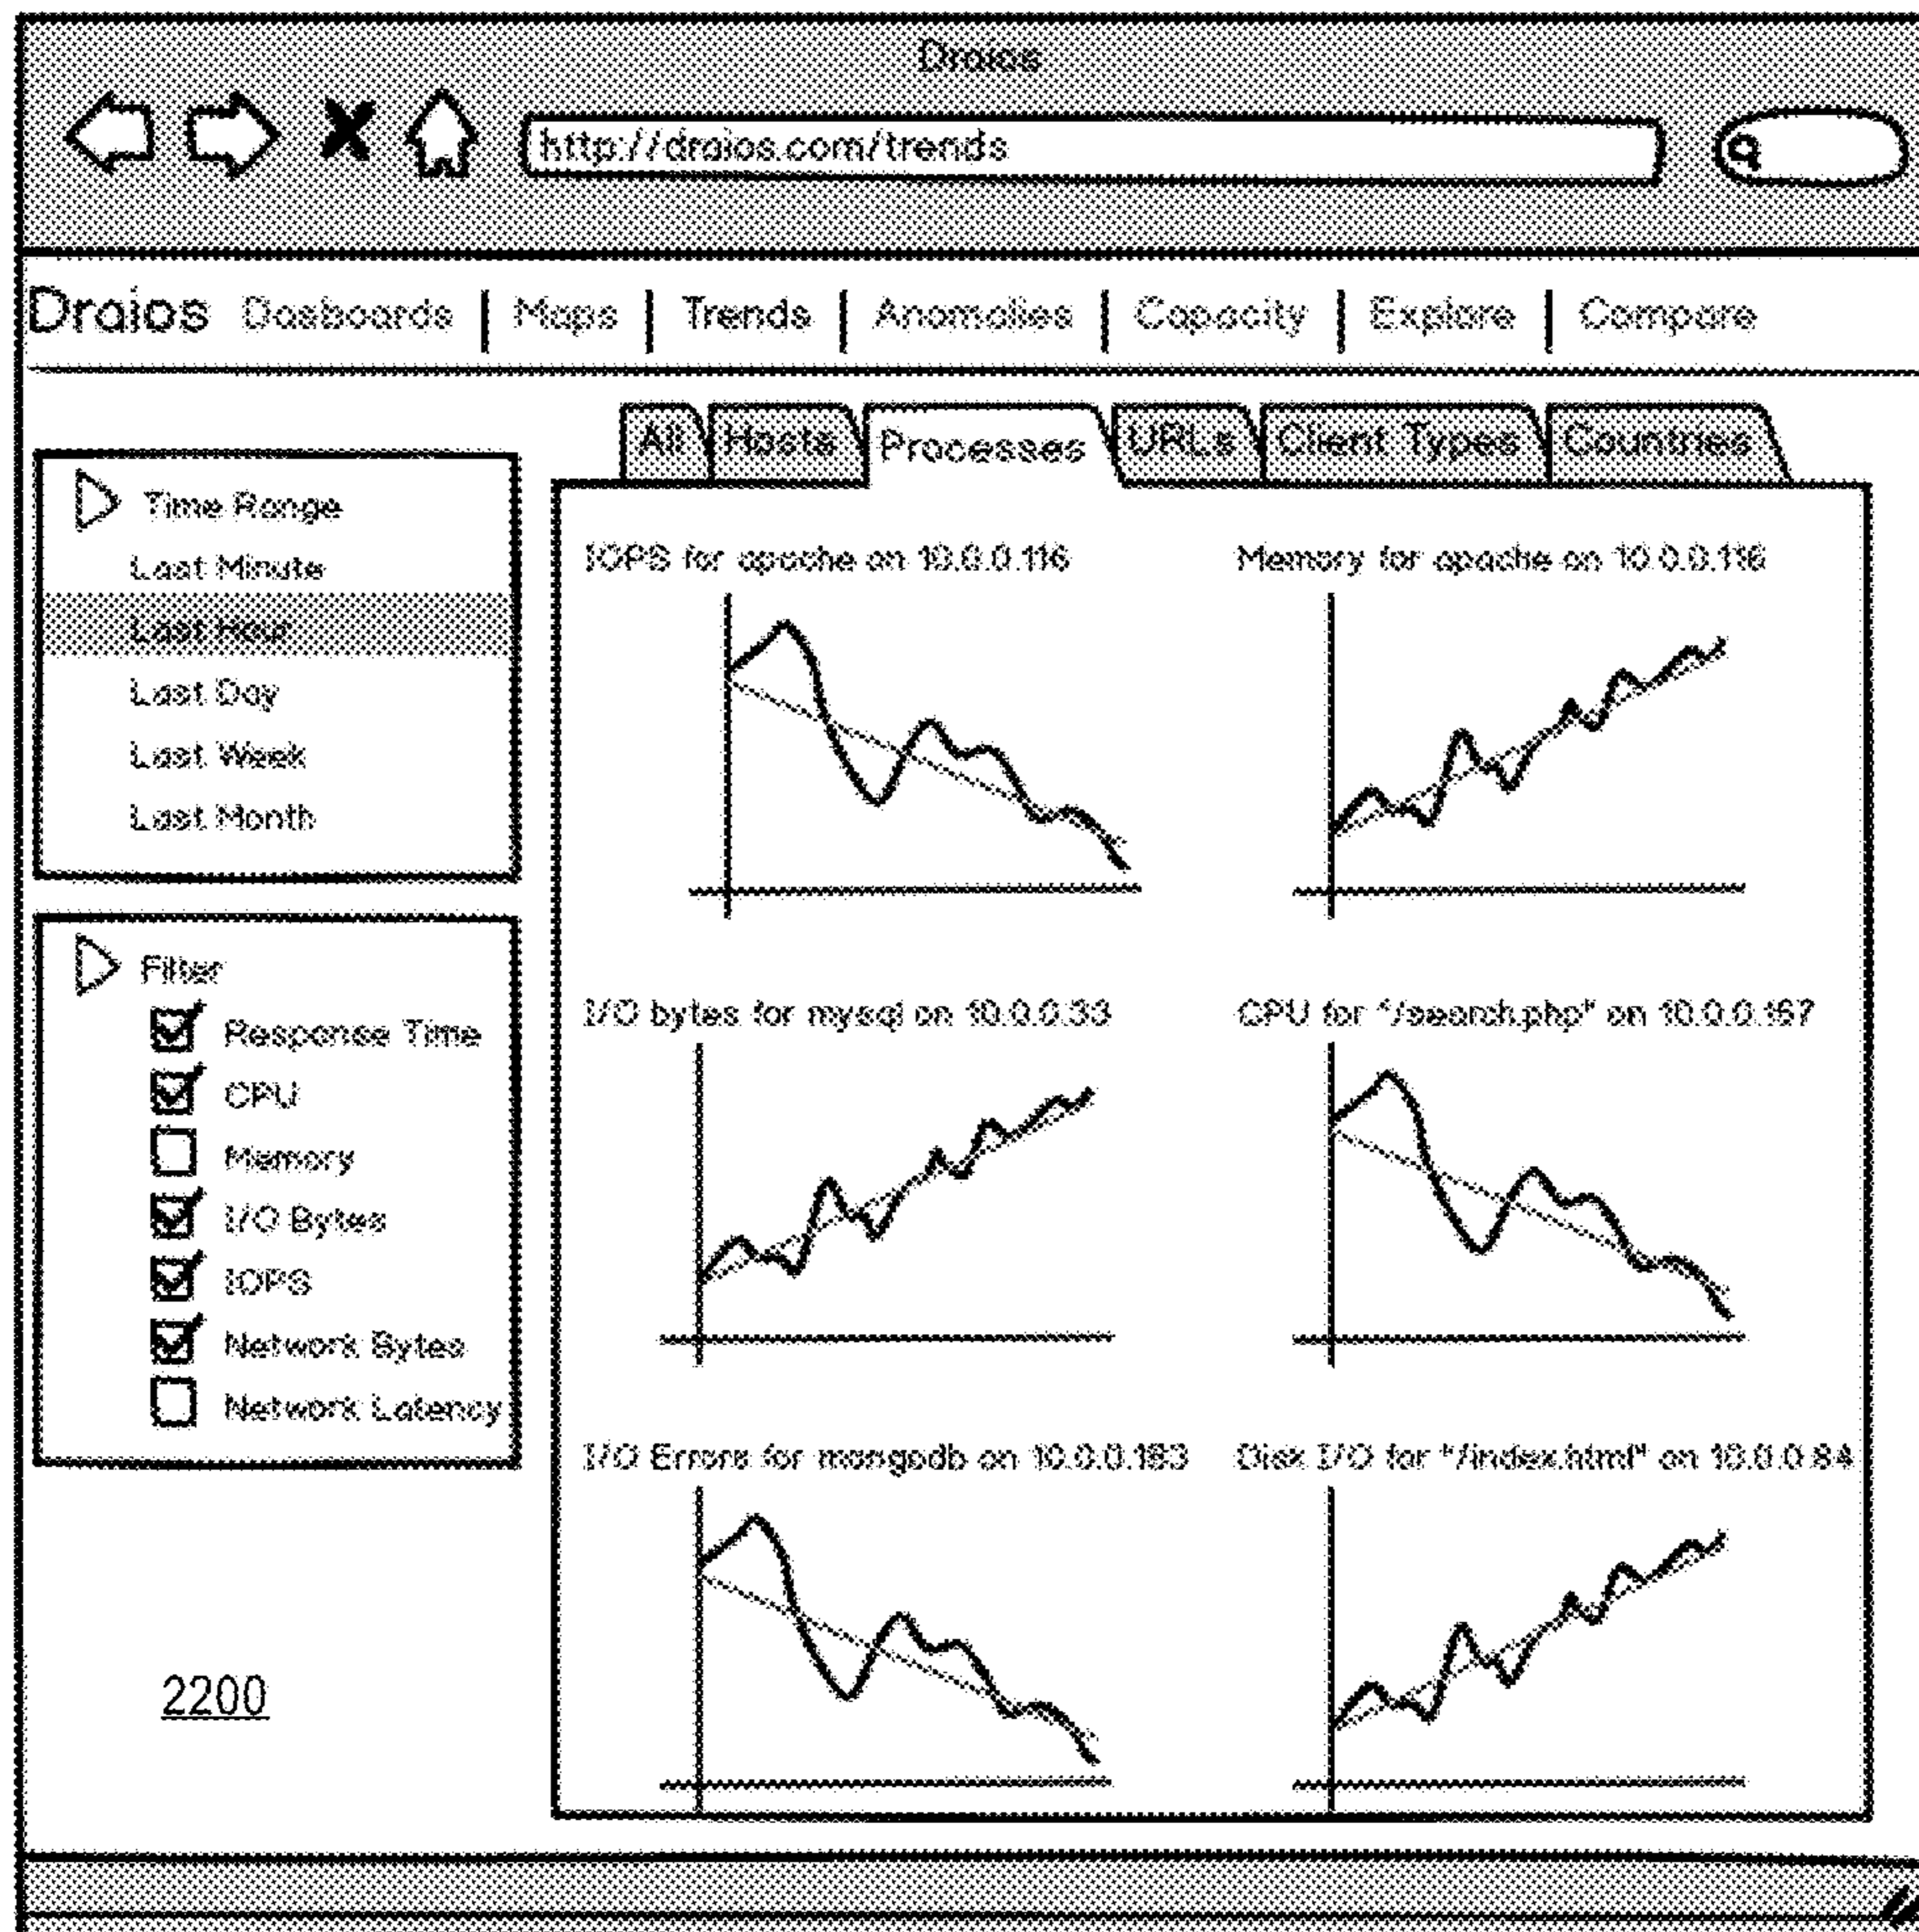 Draios
http://draios.com/trends
Draios Dasboards | Maps | Trends | Anomalies | Capacity | Explore | Compare
All Hosts Processes URLs Client Types Countries
Time Range
Last Minute
Last Hour
Last Day
Last Week
Last Month
Filter
Response Time
CPU
Memory
I/O Bytes
IOPS
Network Bytes
Network Latency
2200
IOPS for apache on 10.0.0.116
Memory for apache on 10.0.0.116
I/O bytes for mysql on 10.0.0.33
CPU for "/search.php" on 10.0.0.167
I/O Errors for mongodb on 10.0.0.183
Disk I/O for "/index.html" on 10.0.0.84